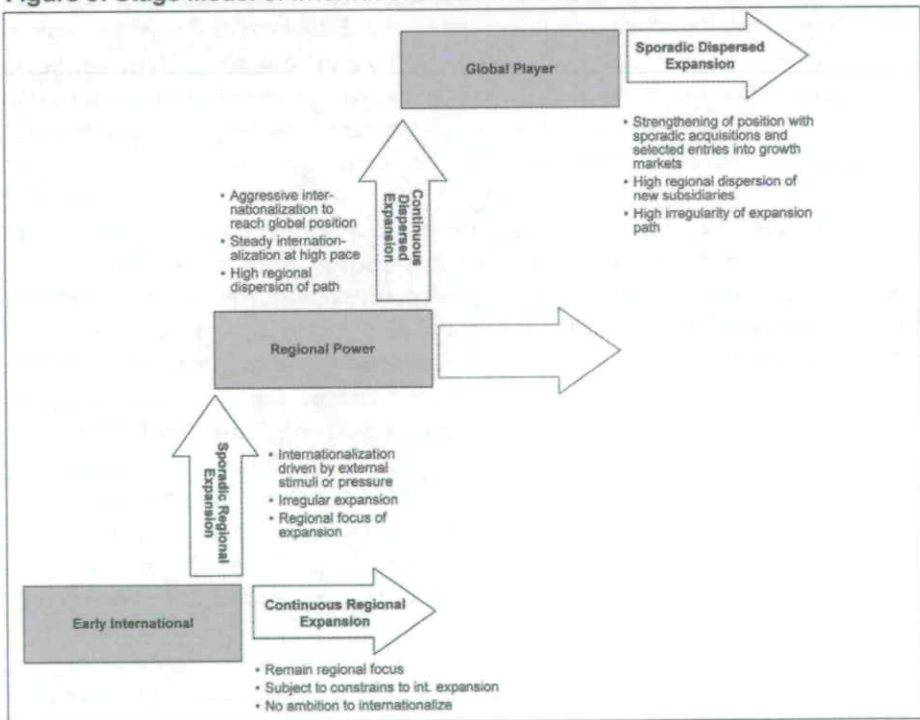 Global Player
Sporadic Dispersed
Expansion
• Strengthening of position with
sporadic acquisitions and
selected entries into growth
markets
• High regional dispersion of
new subsidiaries
• High irregularity of expansion
path
• Aggressive inter-
nationalization to
reach global position
• Steady internation-
alization at high pace
• High regional
dispersion of path
Continuous
Dispersed
Expansion
Regional Power
Sporadic Regional
Expansion
• Internationalization
driven by external
stimuli or pressure
• Irregular expansion
• Regional focus of
expansion
Early International
Continuous Regional
Expansion
• Remain regional focus
• Subject to constrains to int. expansion
• No ambition to internationalize